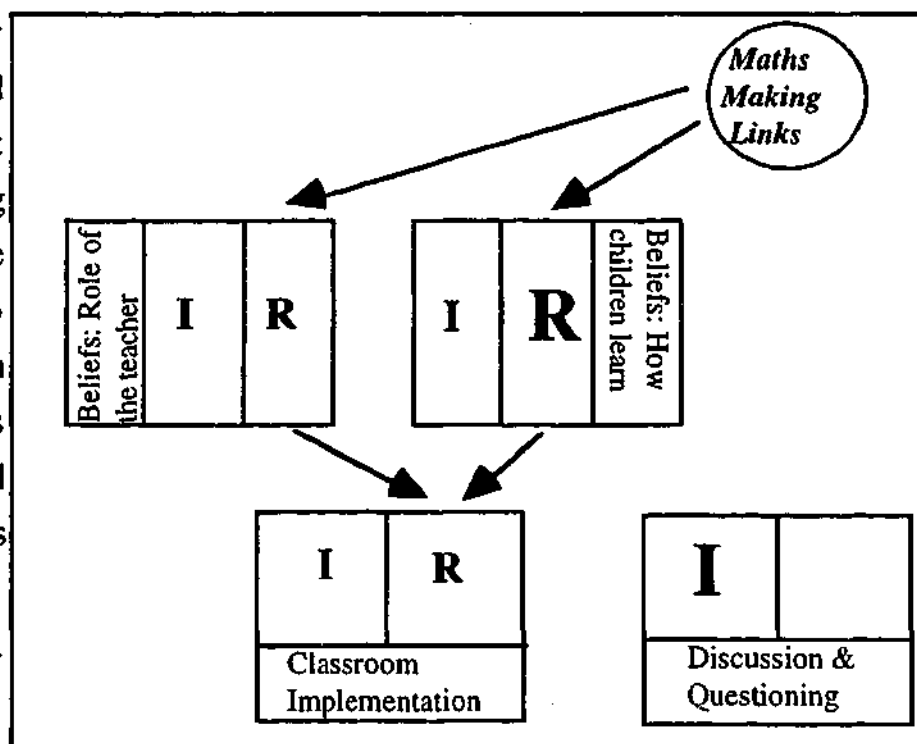 Maths
Making
Links
Beliefs: Role of
the teacher
I
R
I
R
Beliefs: How
children learn
I
R
Classroom
Implementation
I
Discussion &
Questioning